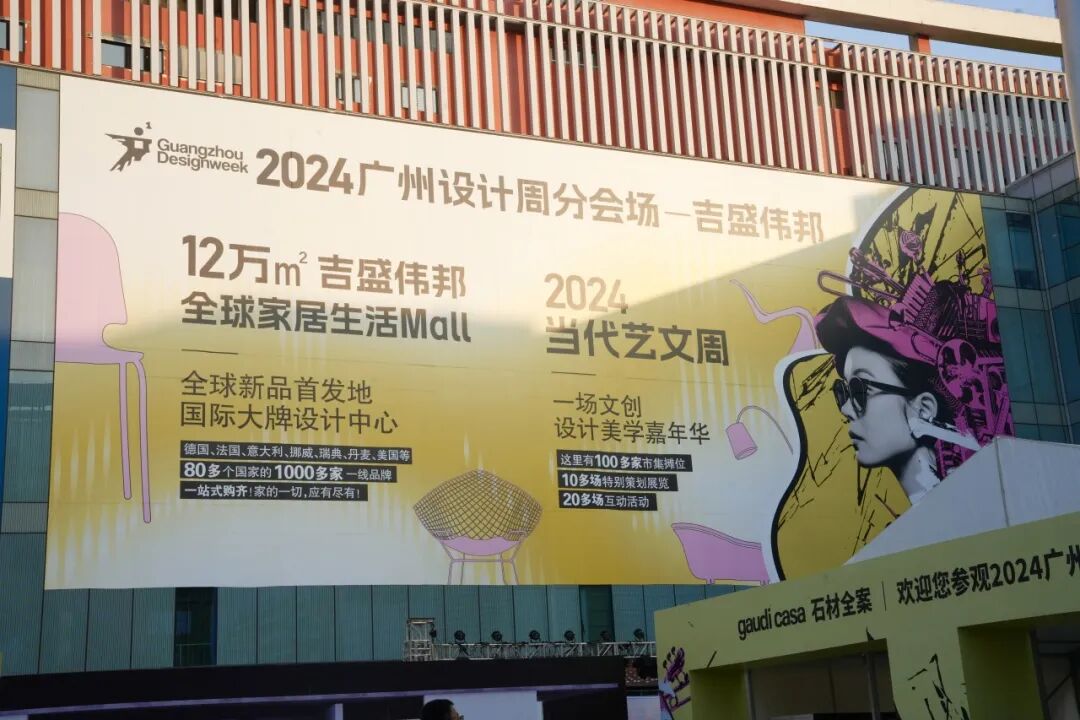 Guangzhou
Designweek
2024广州设计周分会场—吉盛伟邦
12万㎡ 吉盛伟邦
全球家居生活Mall
全球新品首发地
国际大牌设计中心
德国、法国、意大利、挪威、瑞典、丹麦、美国等
80多个国家的1000多家一线品牌
一站式购齐!家的一切,应有尽有!
2024
当代艺文周
一场文创
设计美学嘉年华
这里有100多家市集摊位
10多场特别策划展览
20多场互动活动
gaudi casa 石材全案 | 欢迎您参观2024广州